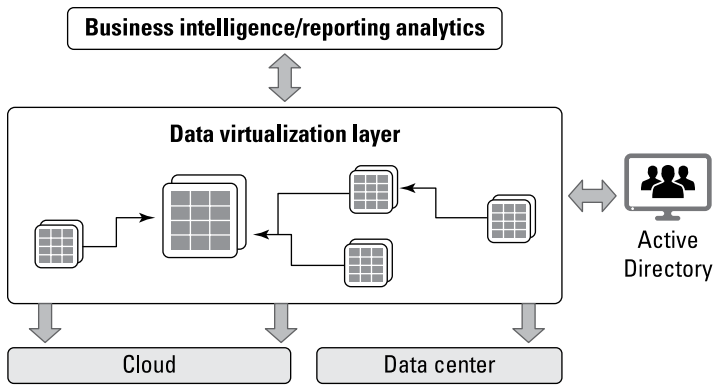 Business intelligence/reporting analytics
Data virtualization layer
Active
Directory
Cloud
Data center